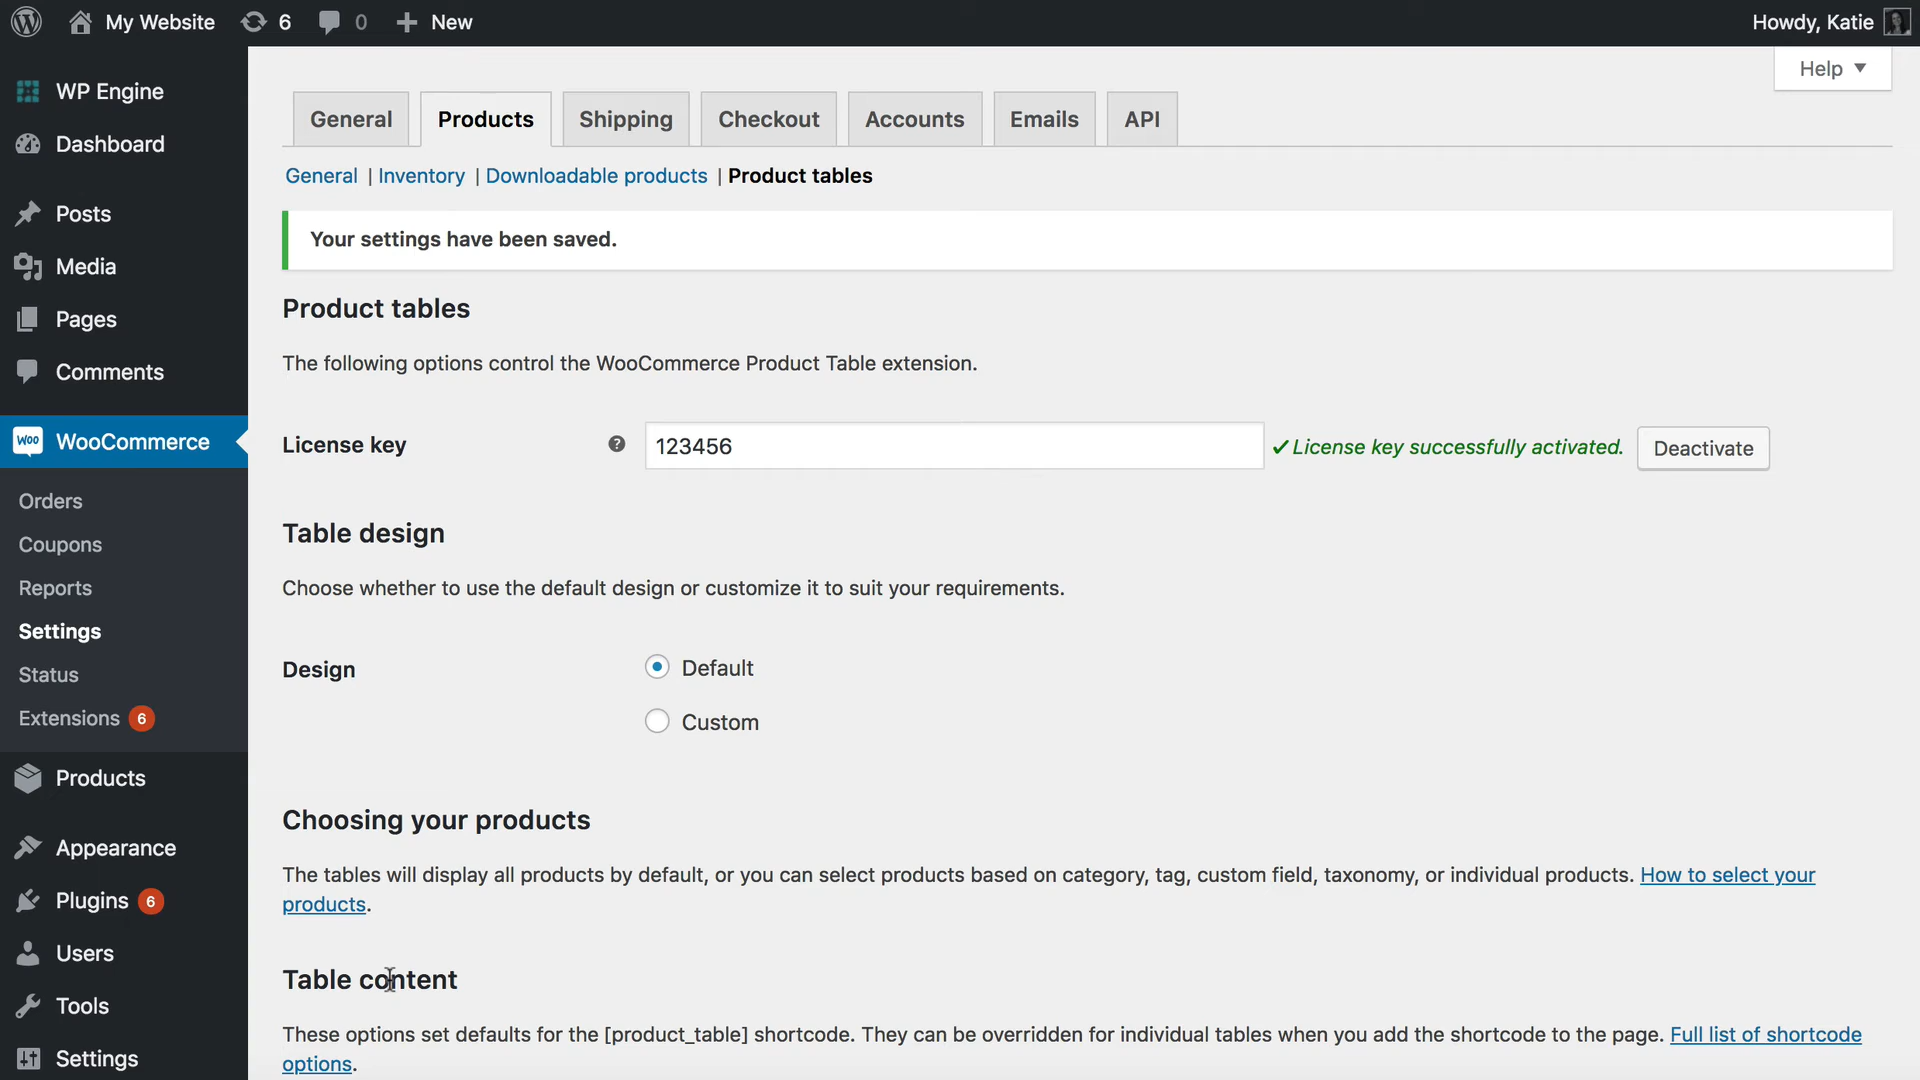 My Website 6 0 New Howdy, Katie
Help
WP Engine
Dashboard
Posts
Media
Pages
Comments
WOO WooCommerce
Orders
Coupons
Reports
Settings
Status
Extensions 6
Products
Appearance
Plugins 6
Users
Tools
Settings
General Products Shipping Checkout Accounts Emails API
General | Inventory | Downloadable products | Product tables
Your settings have been saved.
Product tables
The following options control the WooCommerce Product Table extension.
License key ? 123456 ✓License key successfully activated. Deactivate
Table design
Choose whether to use the default design or customize it to suit your requirements.
Design Default
Custom
Choosing your products
The tables will display all products by default, or you can select products based on category, tag, custom field, taxonomy, or individual products. How to select your
products.
Table content
These options set defaults for the [product_table] shortcode. They can be overridden for individual tables when you add the shortcode to the page. Full list of shortcode
options.